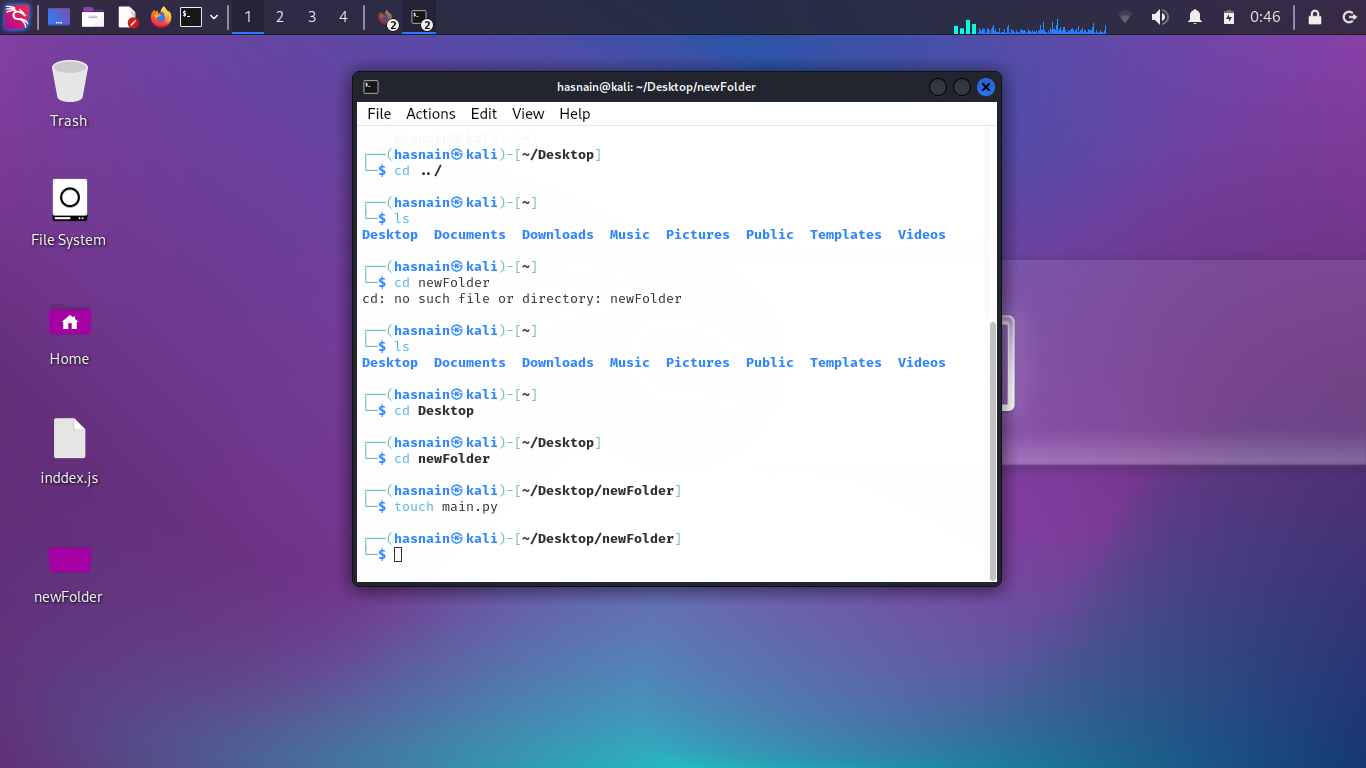 1 2 3 4 2 2 0:46
Trash
File System
Home
inddex.js
newFolder
hasnain@kali: ~/Desktop/newFolder
File Actions Edit View Help
┌──(hasnain㉿kali)-[~/Desktop]
└─$ cd ../
┌──(hasnain㉿kali)-[~]
└─$ ls
Desktop Documents Downloads Music Pictures Public Templates Videos
┌──(hasnain㉿kali)-[~]
└─$ cd newFolder
cd: no such file or directory: newFolder
┌──(hasnain㉿kali)-[~]
└─$ ls
Desktop Documents Downloads Music Pictures Public Templates Videos
┌──(hasnain㉿kali)-[~]
└─$ cd Desktop
┌──(hasnain㉿kali)-[~/Desktop]
└─$ cd newFolder
┌──(hasnain㉿kali)-[~/Desktop/newFolder]
└─$ touch main.py
┌──(hasnain㉿kali)-[~/Desktop/newFolder]
└─$